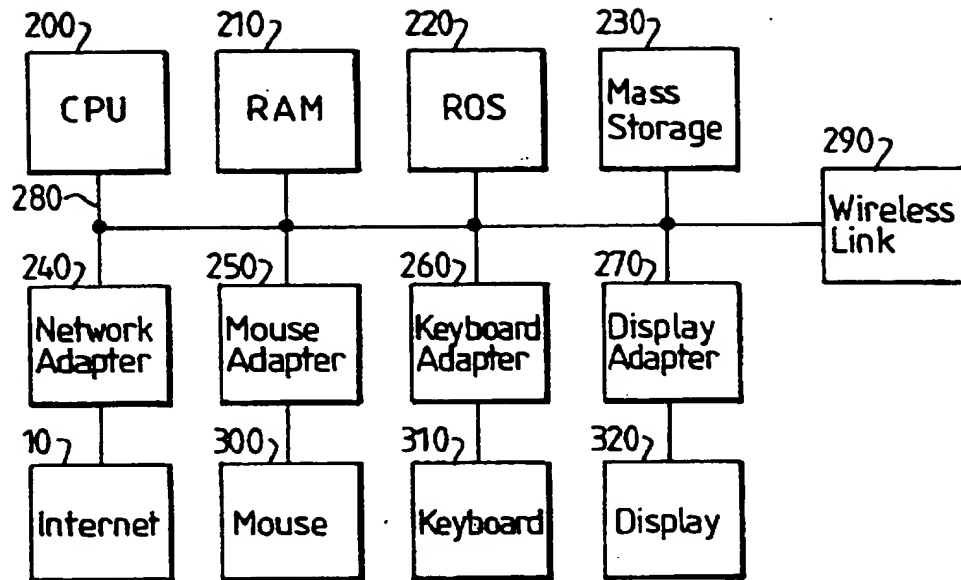 200
210
220
230
CPU
RAM
ROS
Mass
Storage
290
280
Wireless
Link
240
250
260
270
Network
Adapter
Mouse
Adapter
Keyboard
Adapter
Display
Adapter
10
300
310
320
Internet
Mouse
Keyboard
Display